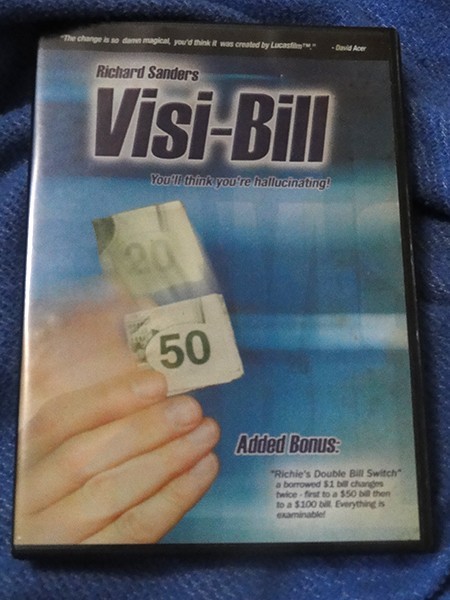 "The change is so damn magical, you'd think it was created by Lucasfilm™." - David Acer
Richard Sanders
Visi-Bill
You'll think you're hallucinating!
20
50
Added Bonus:
"Richie's Double Bill Switch"
a borrowed $1 bill changes
twice - first to a $50 bill then
to a $100 bill. Everything is
examinable!